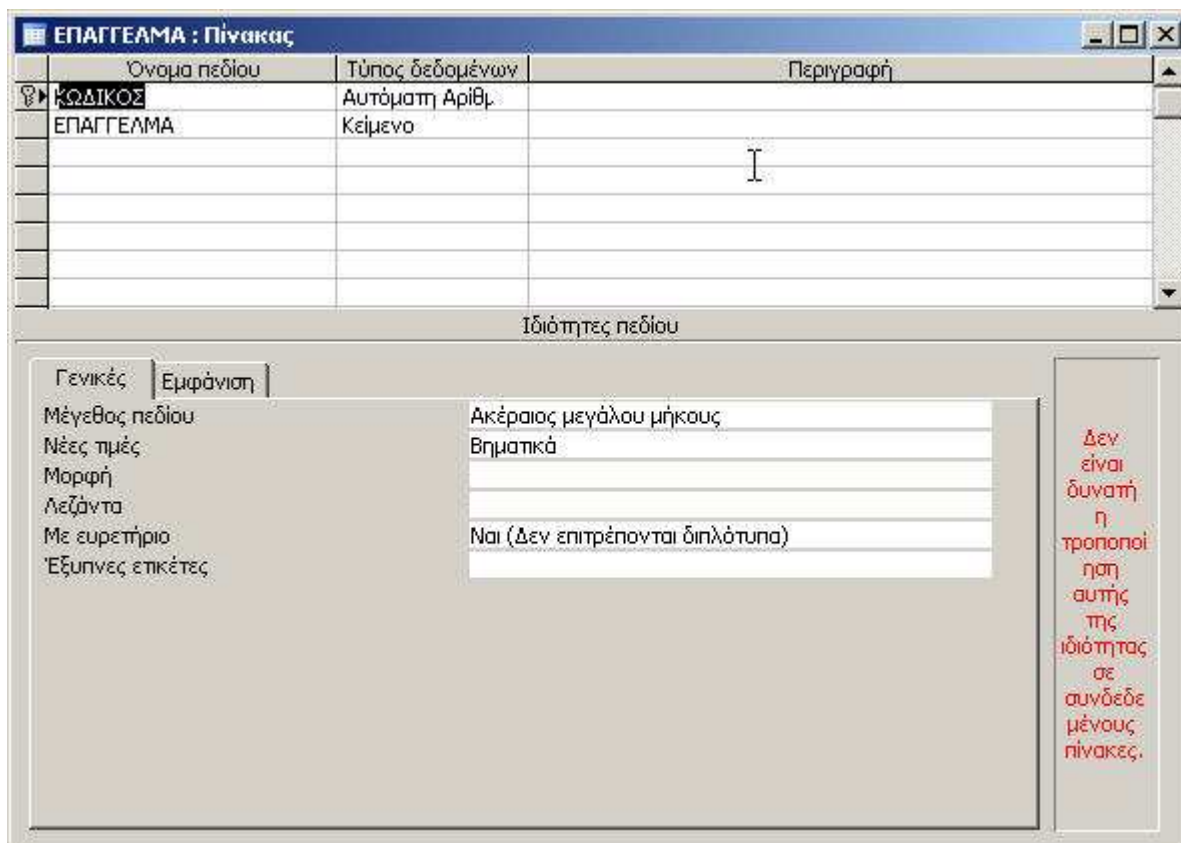 ΕΠΑΓΓΕΛΜΑ : Πίνακας
Όνομα πεδίου Τύπος δεδομένων Περιγραφή
ΚΩΔΙΚΟΣ Αυτόματη Αρίθμ
ΕΠΑΓΓΕΛΜΑ Κείμενο
Ιδιότητες πεδίου
Γενικές Εμφάνιση
Μέγεθος πεδίου Ακέραιος μεγάλου μήκους
Νέες τιμές Βηματικά
Μορφή
Λεζάντα
Με ευρετήριο Ναι (Δεν επιτρέπονται διπλότυπα)
Έξυπνες ετικέτες
Δεν
είναι
δυνατή
η
τροποποί
ηση
αυτής
της
ιδιότητας
σε
συνδεδε
μένους
πίνακες.